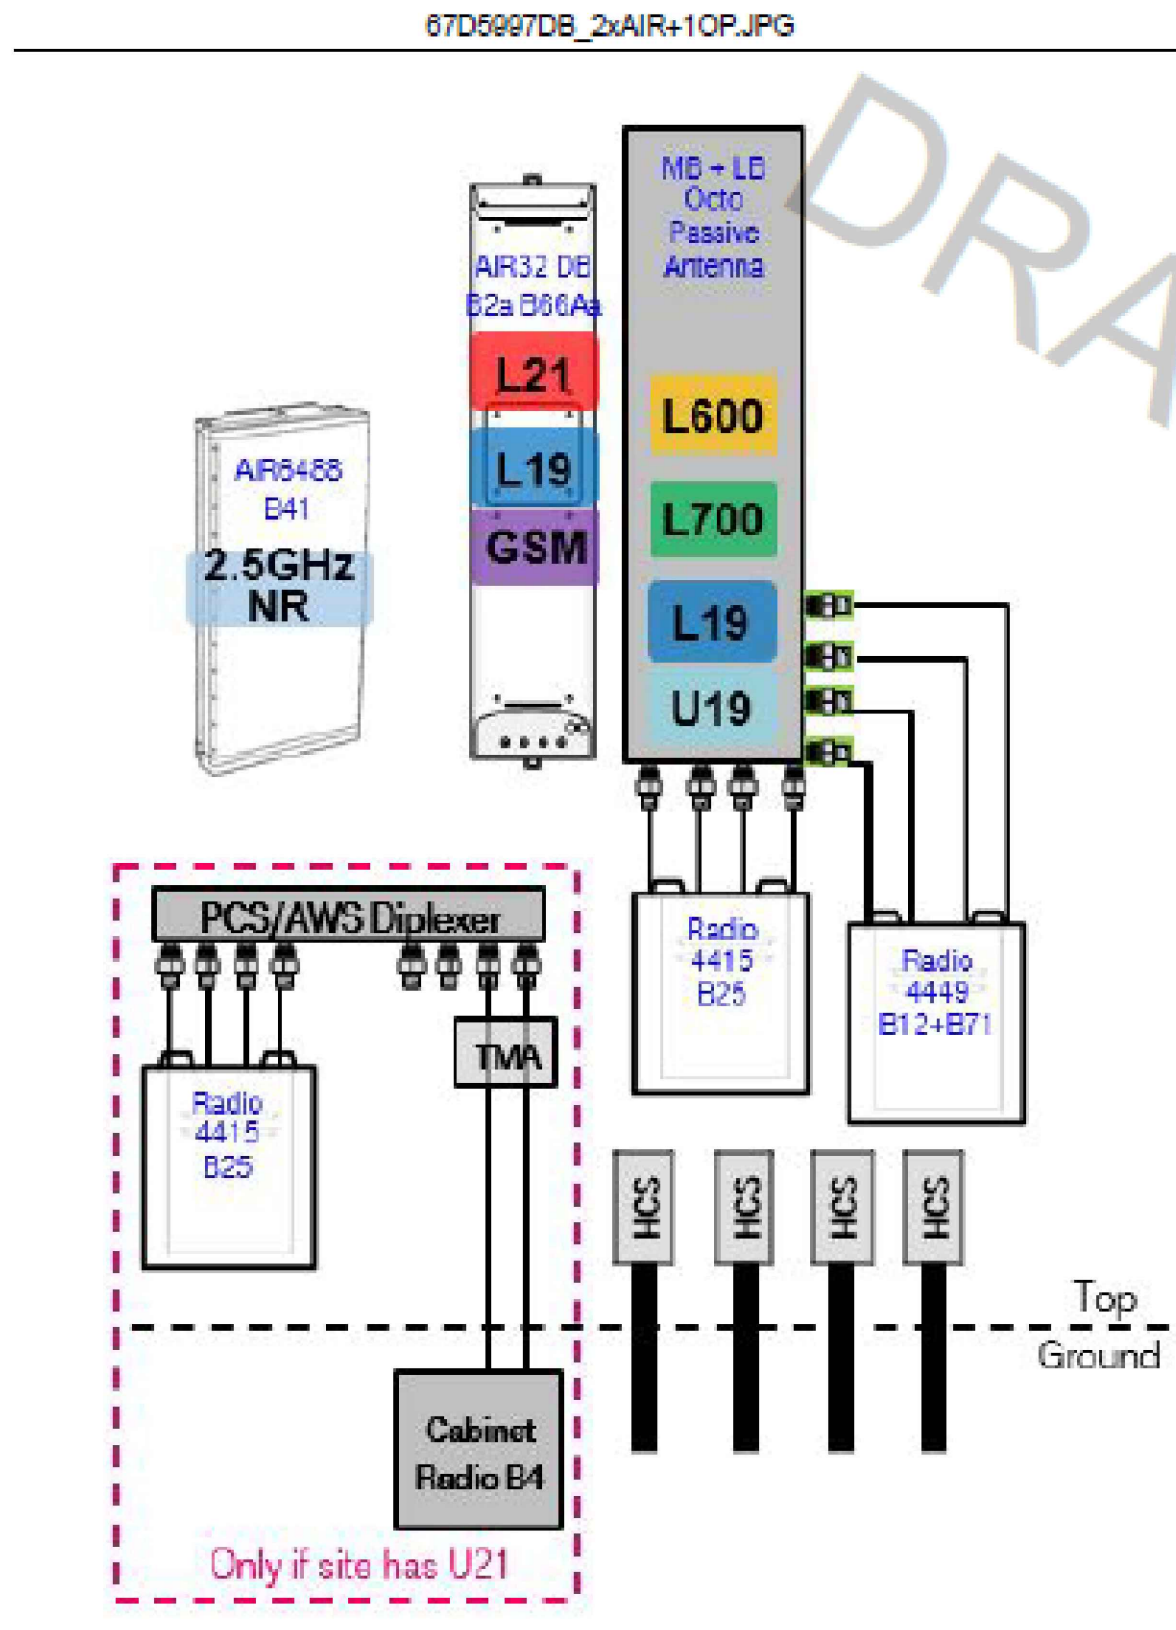 67D5997DB_2xAIR+1OP.JPG
DRA
MB + LB
Octo
Passive
Antenna
AIR32 DB
B2a B66Aa
L21
L19
GSM
L600
L700
L19
U19
AIR6488
B41
2.5GHz
NR
PCS/AWS Diplexer
TMA
Radio
4415
B25
Radio
4415
B25
Radio
4449
B12+B71
HCS
HCS
HCS
HCS
Top
Ground
Cabinet
Radio B4
Only if site has U21